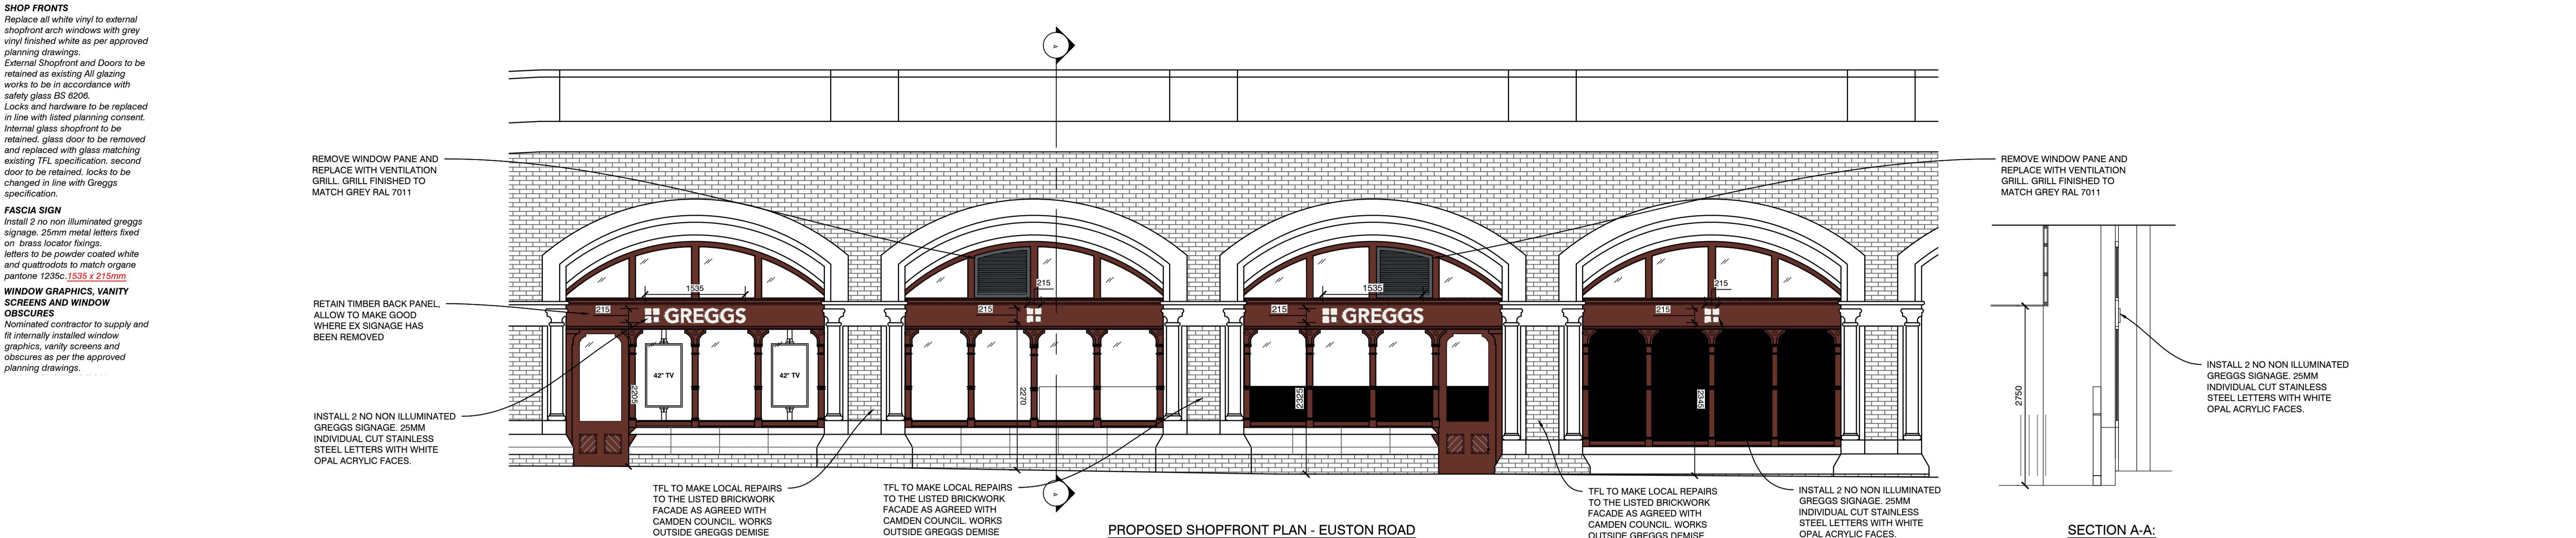 SHOP FRONTS
Replace all white vinyl to external
shopfront arch windows with grey
vinyl finished white as per approved
planning drawings.
External Shopfront and Doors to be
retained as existing All glazing
works to be in accordance with
safety glass BS 6206.
Locks and hardware to be replaced
in line with listed planning consent.
Internal glass shopfront to be
retained. glass door to be removed
and replaced with glass matching
existing TFL specification. second
door to be retained. locks to be
changed in line with Greggs
specification.
FASCIA SIGN
Install 2 no non illuminated greggs
signage. 25mm metal letters fixed
on brass locator fixings.
letters to be powder coated white
and quattrodots to match organe
pantone 1235c.1535 x 215mm
WINDOW GRAPHICS, VANITY
SCREENS AND WINDOW
OBSCURES
Nominated contractor to supply and
fit internally installed window
graphics, vanity screens and
obscures as per the approved
planning drawings.
REMOVE WINDOW PANE AND
REPLACE WITH VENTILATION
GRILL. GRILL FINISHED TO
MATCH GREY RAL 7011
RETAIN TIMBER BACK PANEL,
ALLOW TO MAKE GOOD
WHERE EX SIGNAGE HAS
BEEN REMOVED
INSTALL 2 NO NON ILLUMINATED
GREGGS SIGNAGE. 25MM
INDIVIDUAL CUT STAINLESS
STEEL LETTERS WITH WHITE
OPAL ACRYLIC FACES.
A
1535
215
GREGGS
42" TV
42" TV
2205
215
215
2270
1535
215
GREGGS
2325
215
215
2345
A
TFL TO MAKE LOCAL REPAIRS
TO THE LISTED BRICKWORK
FACADE AS AGREED WITH
CAMDEN COUNCIL. WORKS
OUTSIDE GREGGS DEMISE
TFL TO MAKE LOCAL REPAIRS
TO THE LISTED BRICKWORK
FACADE AS AGREED WITH
CAMDEN COUNCIL. WORKS
OUTSIDE GREGGS DEMISE
PROPOSED SHOPFRONT PLAN - EUSTON ROAD
TFL TO MAKE LOCAL REPAIRS
TO THE LISTED BRICKWORK
FACADE AS AGREED WITH
CAMDEN COUNCIL. WORKS
OUTSIDE GREGGS DEMISE
INSTALL 2 NO NON ILLUMINATED
GREGGS SIGNAGE. 25MM
INDIVIDUAL CUT STAINLESS
STEEL LETTERS WITH WHITE
OPAL ACRYLIC FACES.
REMOVE WINDOW PANE AND
REPLACE WITH VENTILATION
GRILL. GRILL FINISHED TO
MATCH GREY RAL 7011
2750
INSTALL 2 NO NON ILLUMINATED
GREGGS SIGNAGE. 25MM
INDIVIDUAL CUT STAINLESS
STEEL LETTERS WITH WHITE
OPAL ACRYLIC FACES.
SECTION A-A: